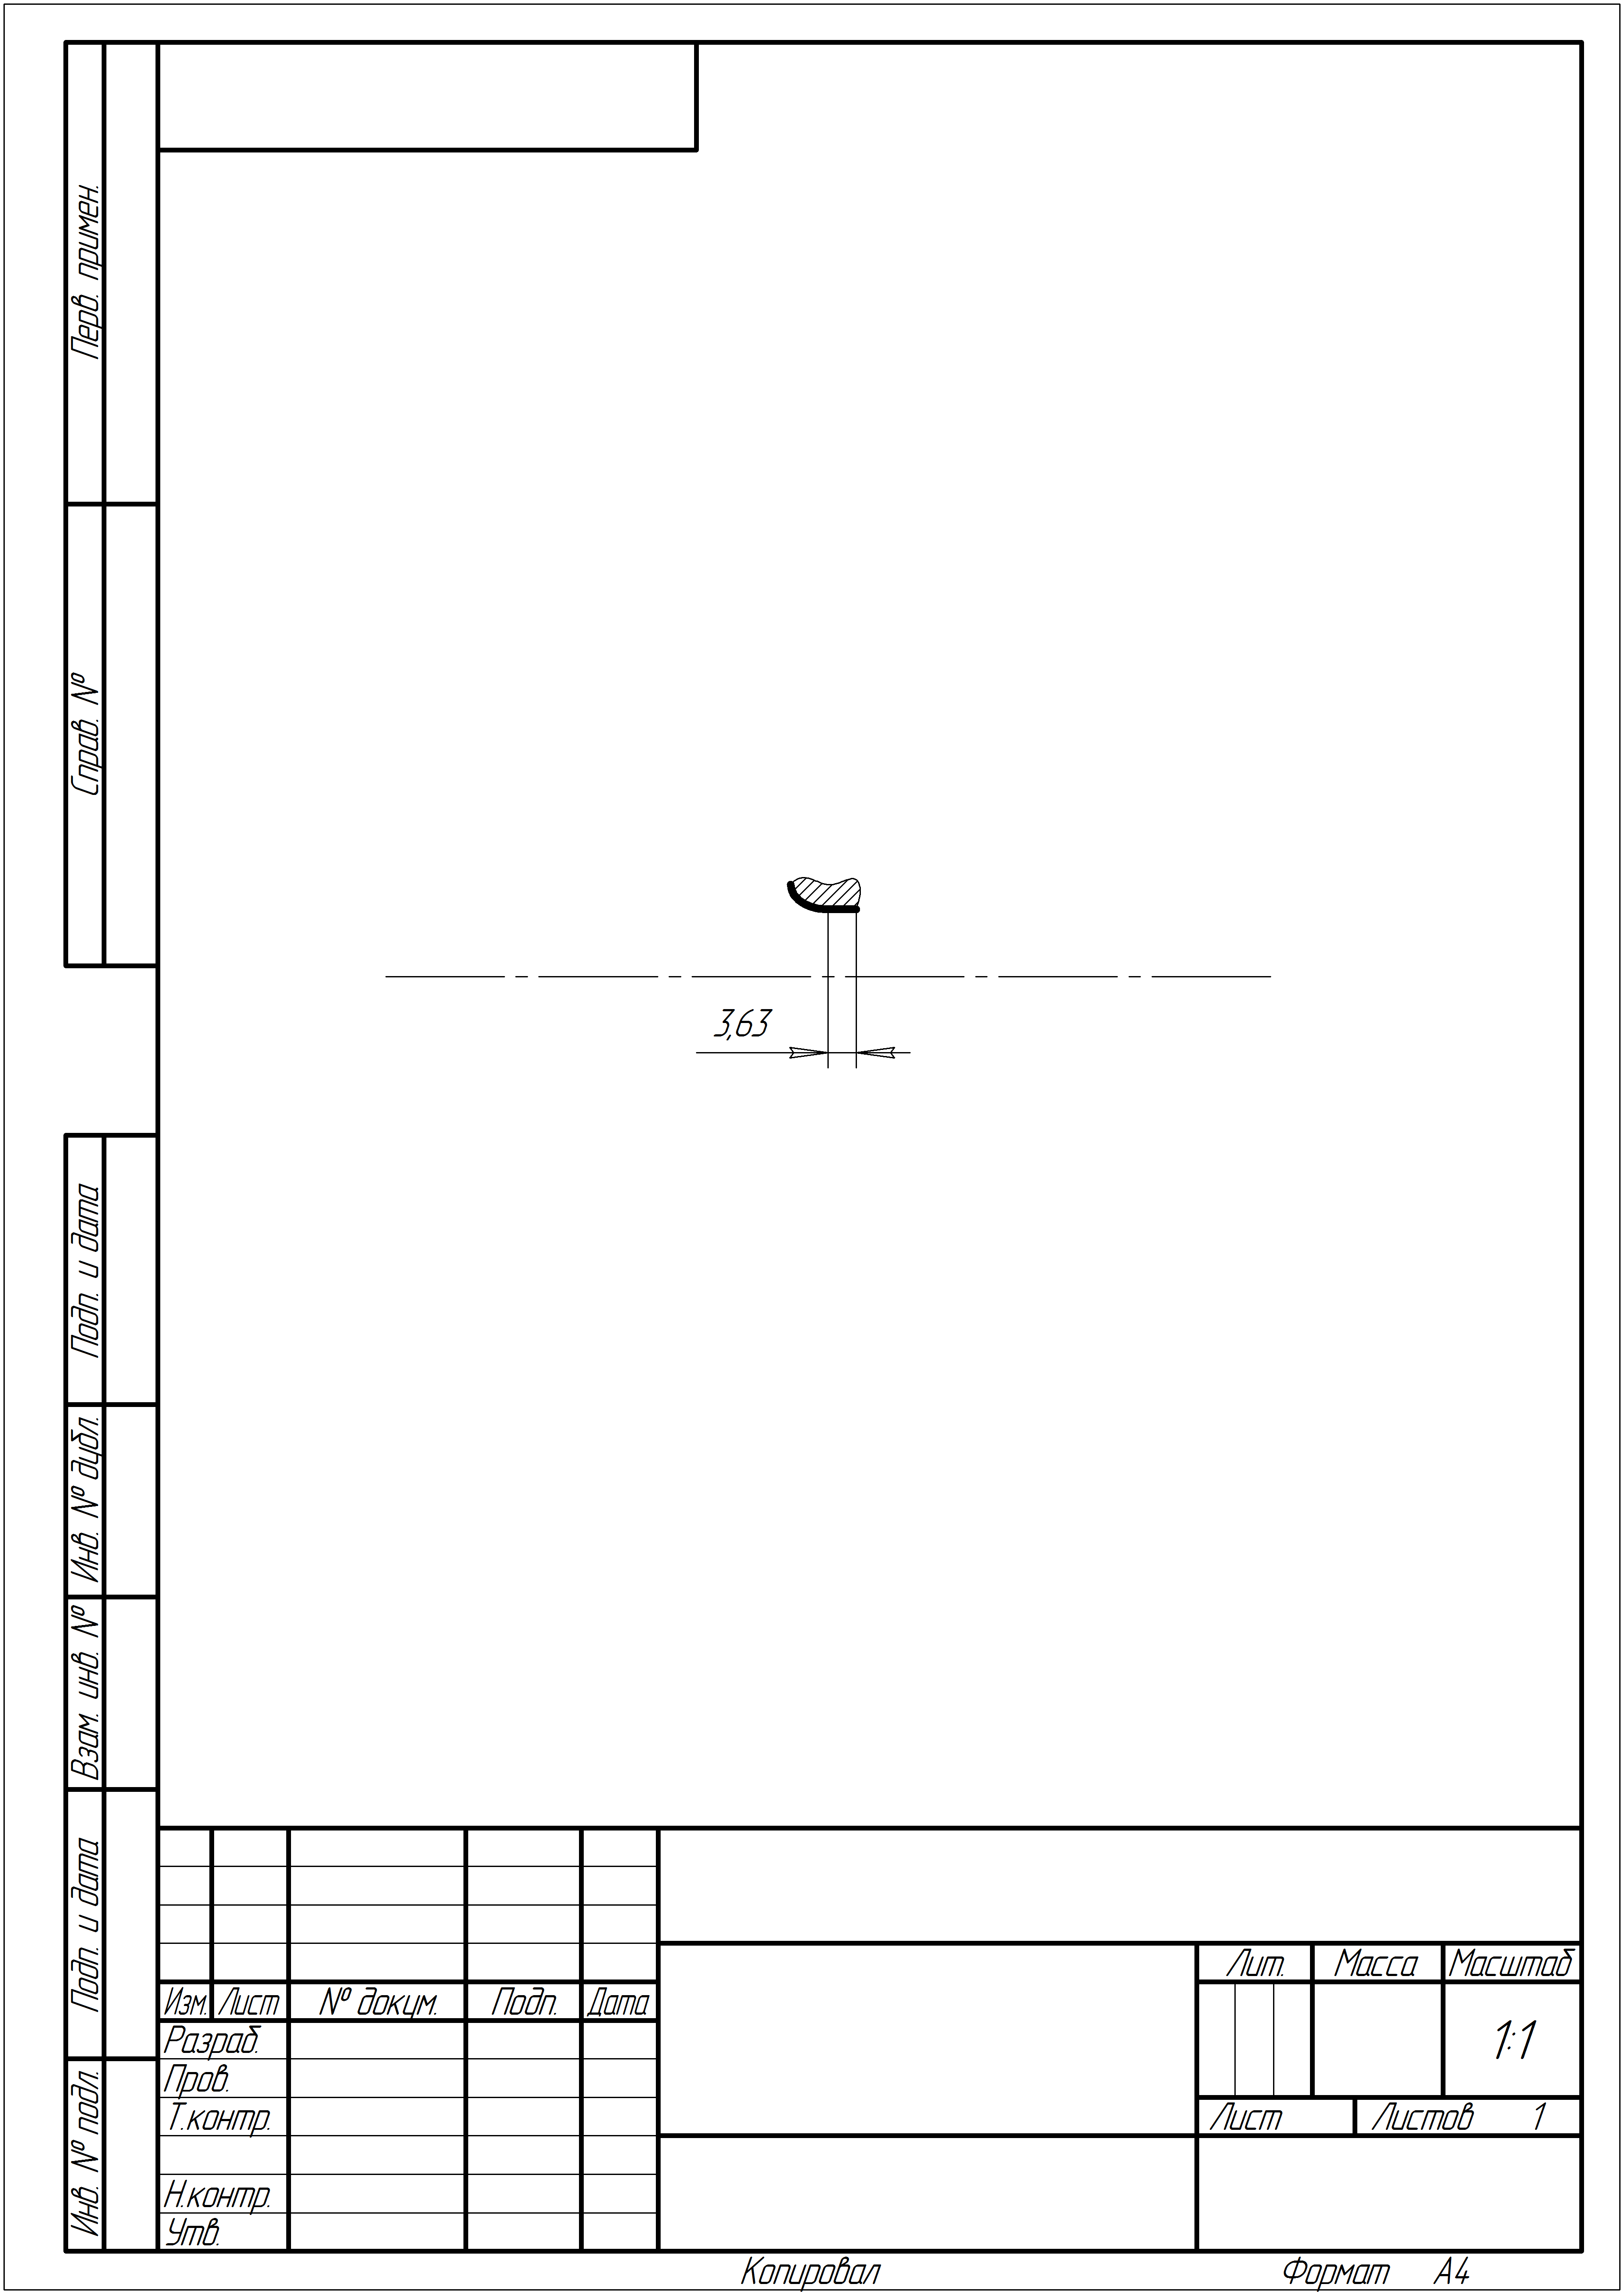 Перв. примен.
Справ. №
3,63
Подп. и дата
Инв. № дубл.
Взам. инв. №
Подп. и дата
Инв. № подл.
Лит. Масса Масштаб
Изм. Лист № докум. Подп. Дата
Разраб.
1:1
Пров.
Т.контр.
Лист Листов 1
Н.контр.
Утв.
Копировал Формат А4